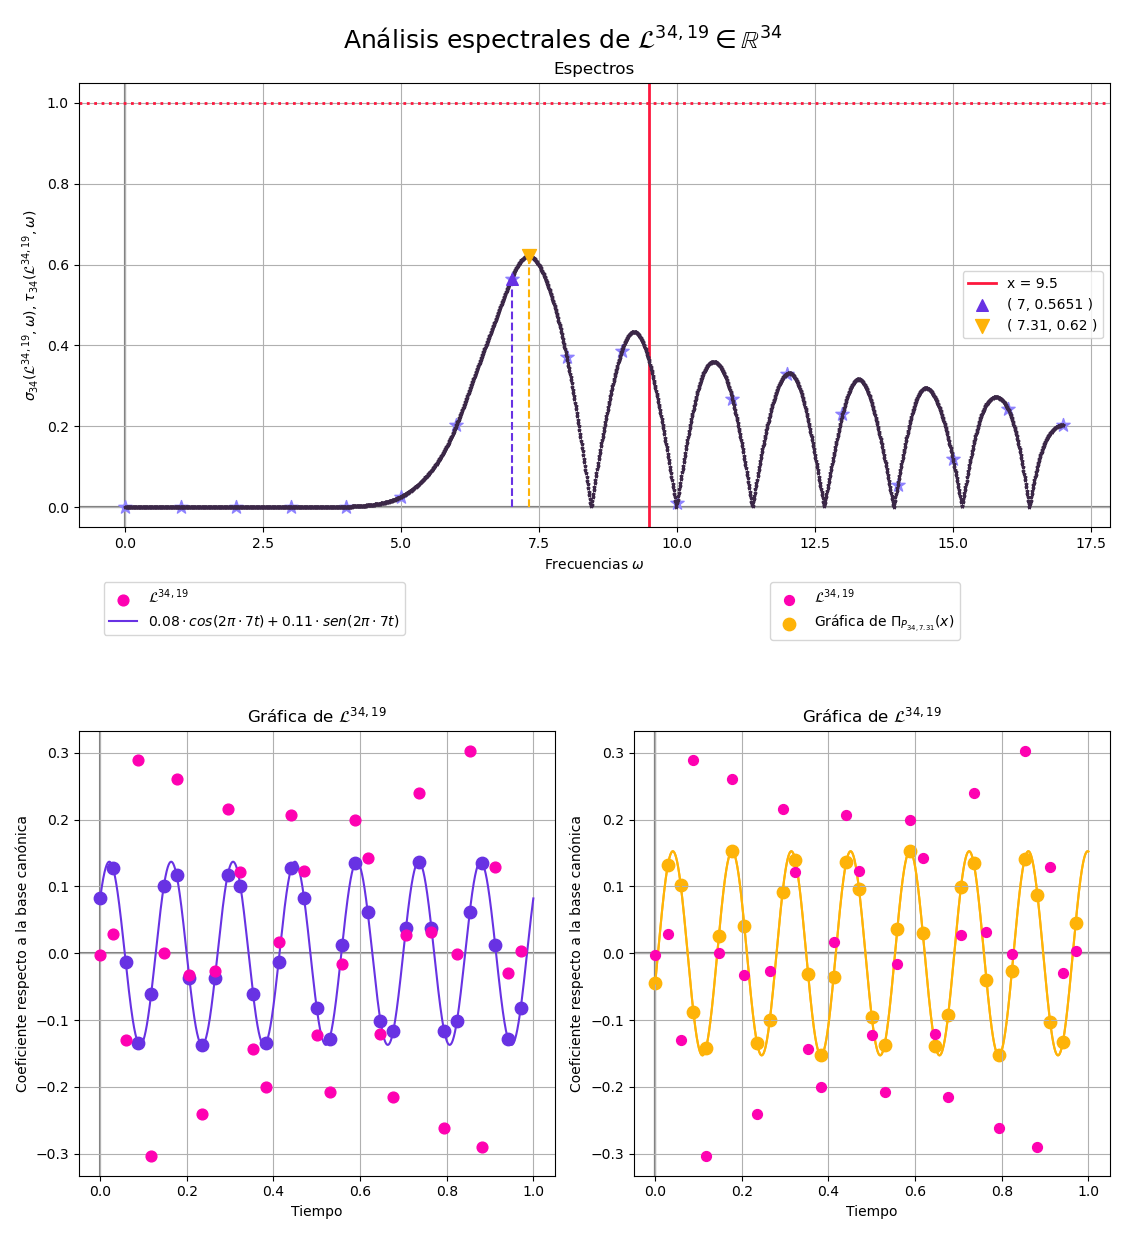 Análisis espectrales de 𝓛^{34,19} ∈ ℝ^{34}
Espectros
σ_{34}(𝓛^{34,19}, ω), τ_{34}(𝓛^{34,19}, ω)
1.0
0.8
0.6
0.4
0.2
0.0
x = 9.5
( 7, 0.5651 )
( 7.31, 0.62 )
0.0 2.5 5.0 7.5 10.0 12.5 15.0 17.5
Frecuencias ω
𝓛^{34,19}
0.08 · cos(2π · 7t) + 0.11 · sen(2π · 7t)
𝓛^{34,19}
Gráfica de Π_{P_{34,7.31}}(x)
Gráfica de 𝓛^{34,19}
Coeficiente respecto a la base canónica
0.3
0.2
0.1
0.0
−0.1
−0.2
−0.3
0.0 0.2 0.4 0.6 0.8 1.0
Tiempo
Gráfica de 𝓛^{34,19}
Coeficiente respecto a la base canónica
0.3
0.2
0.1
0.0
−0.1
−0.2
−0.3
0.0 0.2 0.4 0.6 0.8 1.0
Tiempo